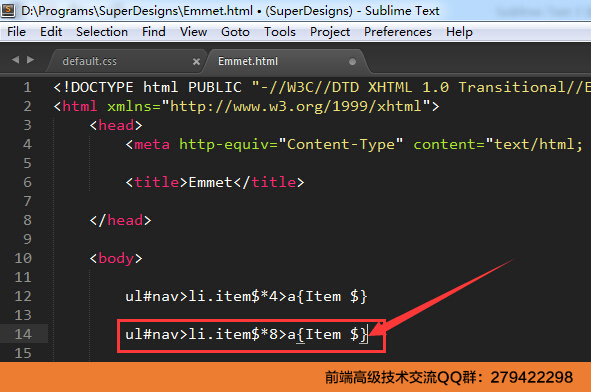 D:\Programs\SuperDesigns\Emmet.html • (SuperDesigns) - Sublime Text
File Edit Selection Find View Goto Tools Project Preferences Help
default.css × Emmet.html
1 <!DOCTYPE html PUBLIC "-//W3C//DTD XHTML 1.0 Transitional//E
2 <html xmlns="http://www.w3.org/1999/xhtml">
3 <head>
4 <meta http-equiv="Content-Type" content="text/html;
5
6 <title>Emmet</title>
7
8 </head>
9
10 <body>
11
12 ul#nav>li.item$*4>a{Item $}
13
14 ul#nav>li.item$*8>a{Item $}
15
前端高级技术交流QQ群：279422298